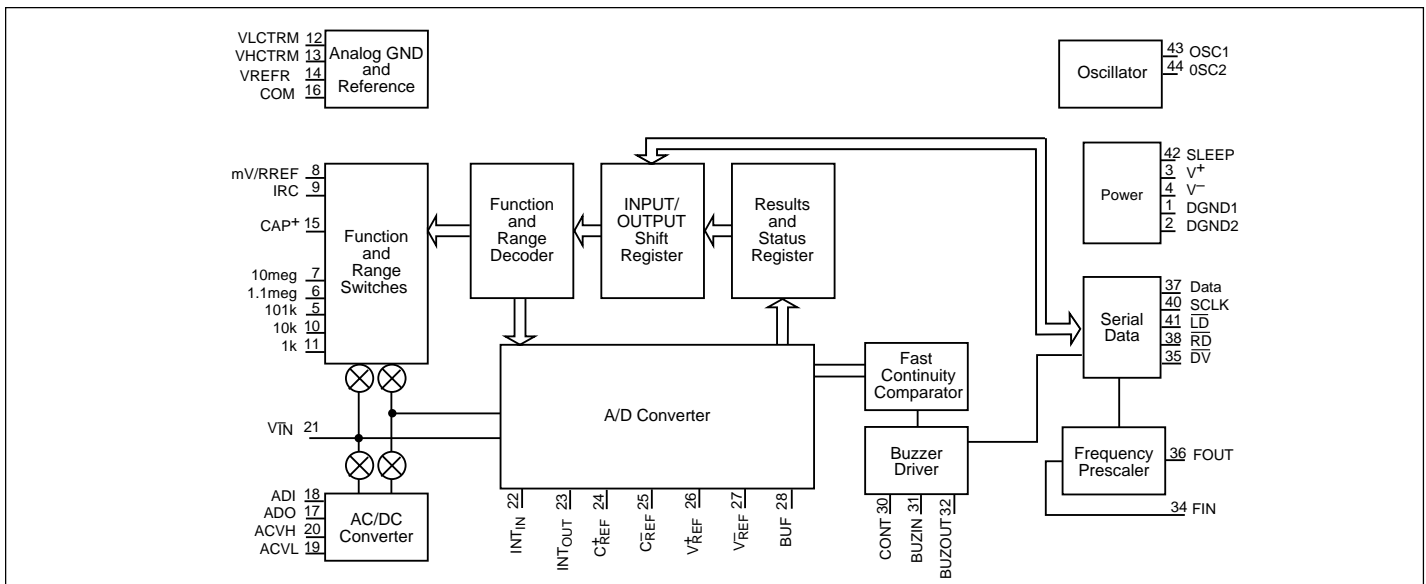 VLCTRM 12
VHCTRM 13
VREFR 14
COM 16
Analog GND
and
Reference
Oscillator
43 OSC1
44 0SC2
mV/RREF 8
IRC 9
CAP+ 15
10meg 7
1.1meg 6
101k 5
10k 10
1k 11
Function
and
Range
Switches
Function
and
Range
Decoder
INPUT/
OUTPUT
Shift
Register
Results
and
Status
Register
Power
42 SLEEP
3 V+
4 V–
1 DGND1
2 DGND2
Serial
Data
37 Data
40 SCLK
41 L̅D̅
38 R̅D̅
35 D̅V̅
A/D Converter
Fast
Continuity
Comparator
Buzzer
Driver
Frequency
Prescaler
36 FOUT
34 FIN
V–IN 21
ADI 18
ADO 17
ACVH 20
ACVL 19
AC/DC
Converter
INTIN 22
INTOUT 23
C+REF 24
C–REF 25
V+REF 26
V–REF 27
BUF 28
CONT 30
BUZIN 31
BUZOUT 32